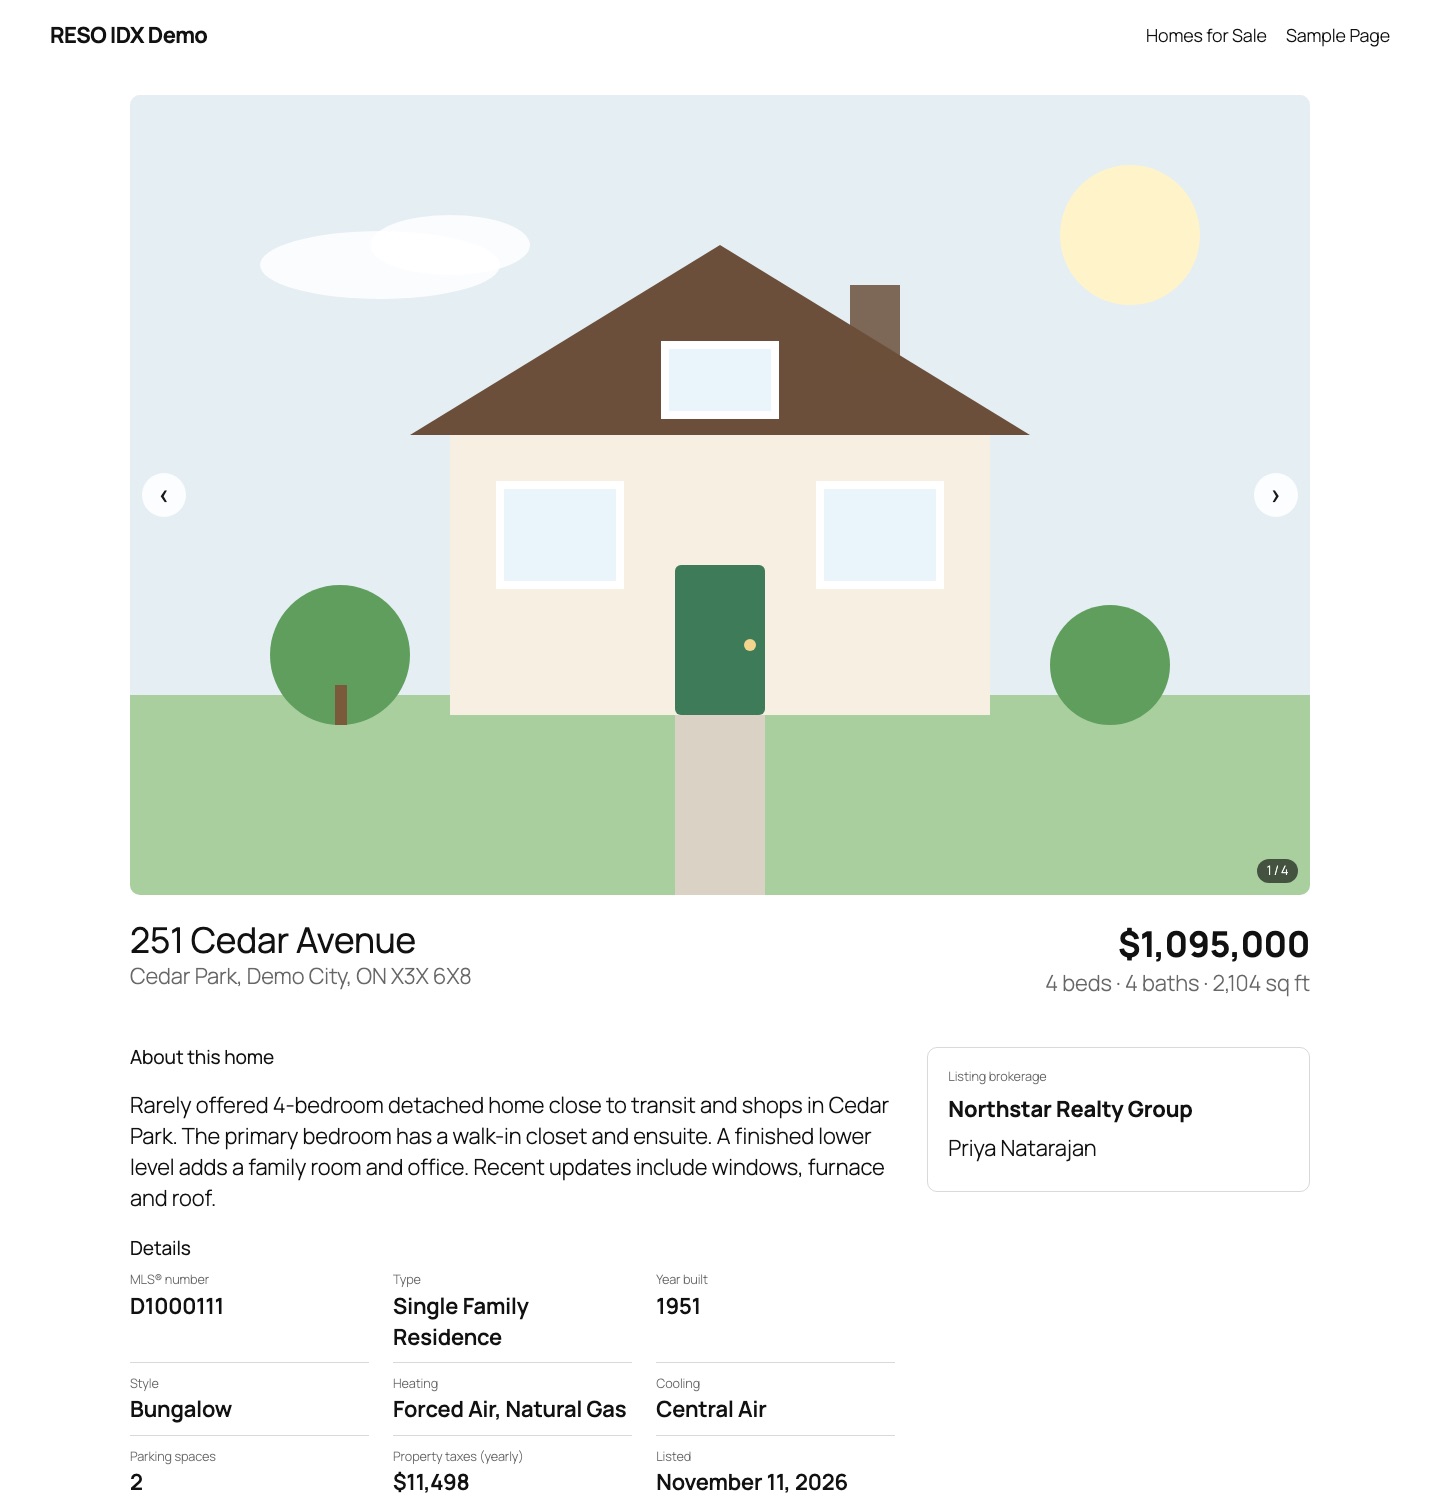 RESO IDX Demo
Homes for Sale
Sample Page
‹
›
1 / 4
251 Cedar Avenue
Cedar Park, Demo City, ON X3X 6X8
$1,095,000
4 beds · 4 baths · 2,104 sq ft
About this home
Rarely offered 4-bedroom detached home close to transit and shops in Cedar
Park. The primary bedroom has a walk-in closet and ensuite. A finished lower
level adds a family room and office. Recent updates include windows, furnace
and roof.
Listing brokerage
Northstar Realty Group
Priya Natarajan
Details
MLS® number
D1000111
Type
Single Family
Residence
Year built
1951
Style
Bungalow
Heating
Forced Air, Natural Gas
Cooling
Central Air
Parking spaces
2
Property taxes (yearly)
$11,498
Listed
November 11, 2026